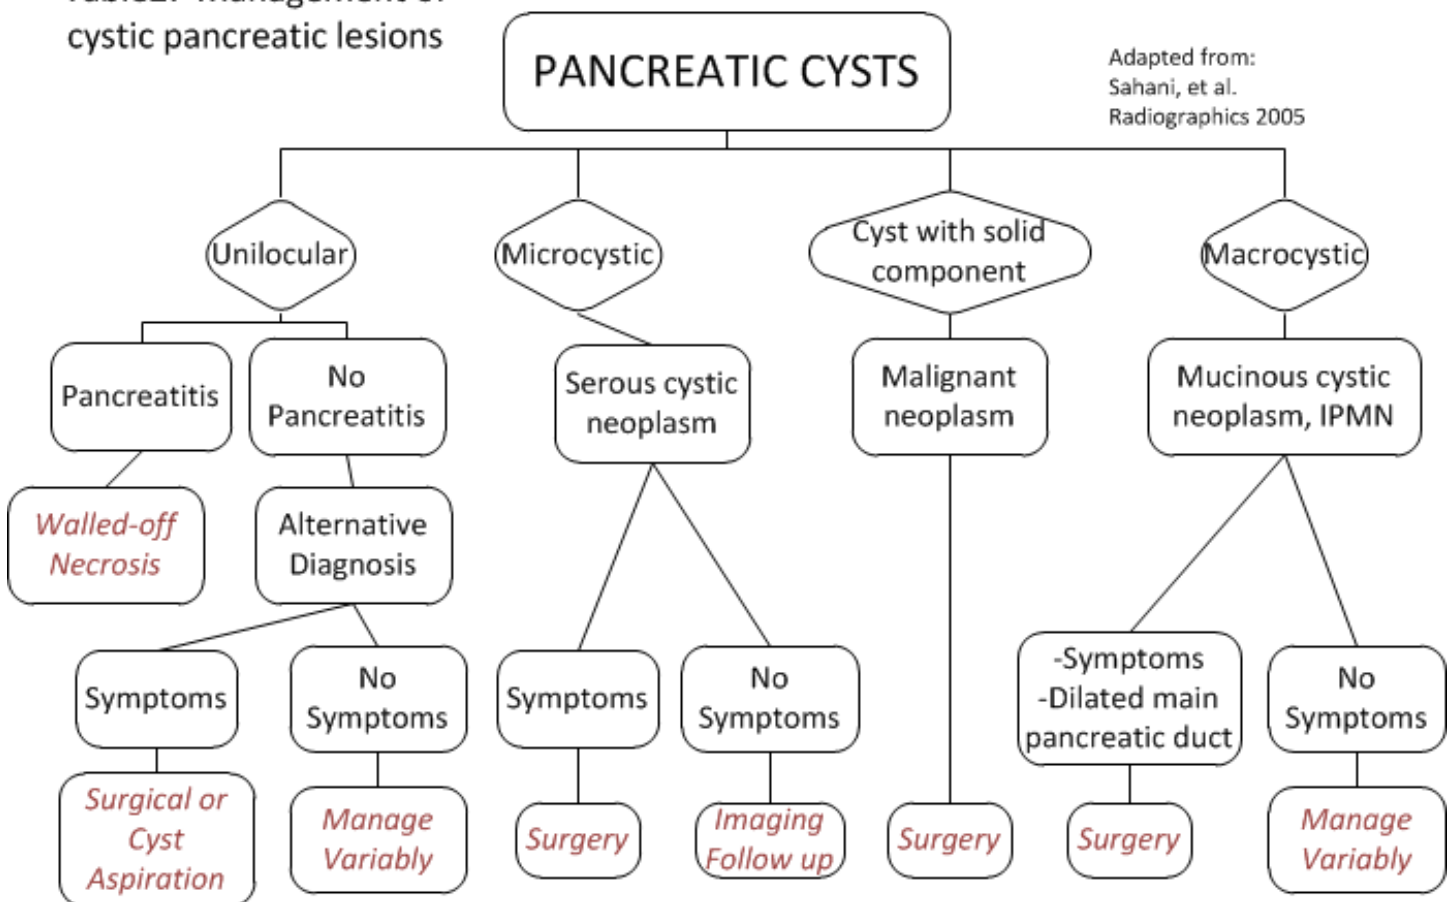 cystic pancreatic lesions
PANCREATIC CYSTS
Adapted from:
Sahani, et al.
Radiographics 2005
Unilocular
Microcystic
Cyst with solid
component
Macrocystic
Pancreatitis
No
Pancreatitis
Serous cystic
neoplasm
Malignant
neoplasm
Mucinous cystic
neoplasm, IPMN
Walled-off
Necrosis
Alternative
Diagnosis
Symptoms
No
Symptoms
Symptoms
No
Symptoms
-Symptoms
-Dilated main
pancreatic duct
No
Symptoms
Surgical or
Cyst
Aspiration
Manage
Variably
Surgery
Imaging
Follow up
Surgery
Surgery
Manage
Variably